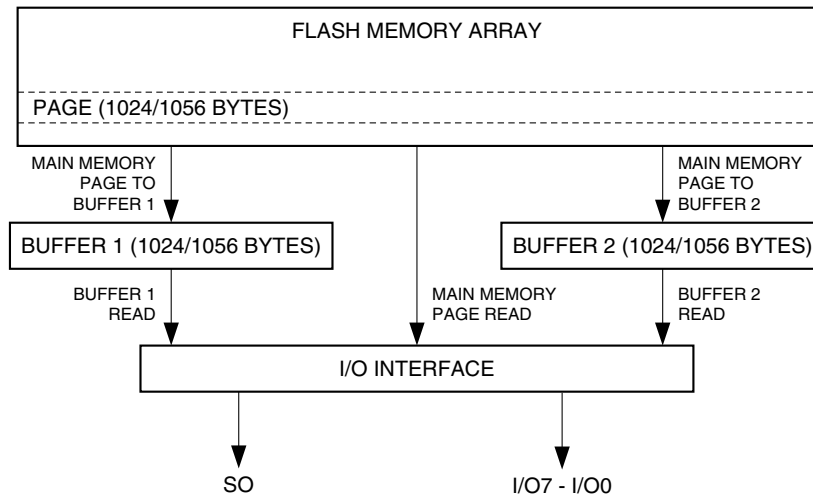 FLASH MEMORY ARRAY
PAGE (1024/1056 BYTES)
MAIN MEMORY
PAGE TO
BUFFER 1
MAIN MEMORY
PAGE TO
BUFFER 2
BUFFER 1 (1024/1056 BYTES)
BUFFER 2 (1024/1056 BYTES)
BUFFER 1
READ
MAIN MEMORY
PAGE READ
BUFFER 2
READ
I/O INTERFACE
SO
I/O7 - I/O0